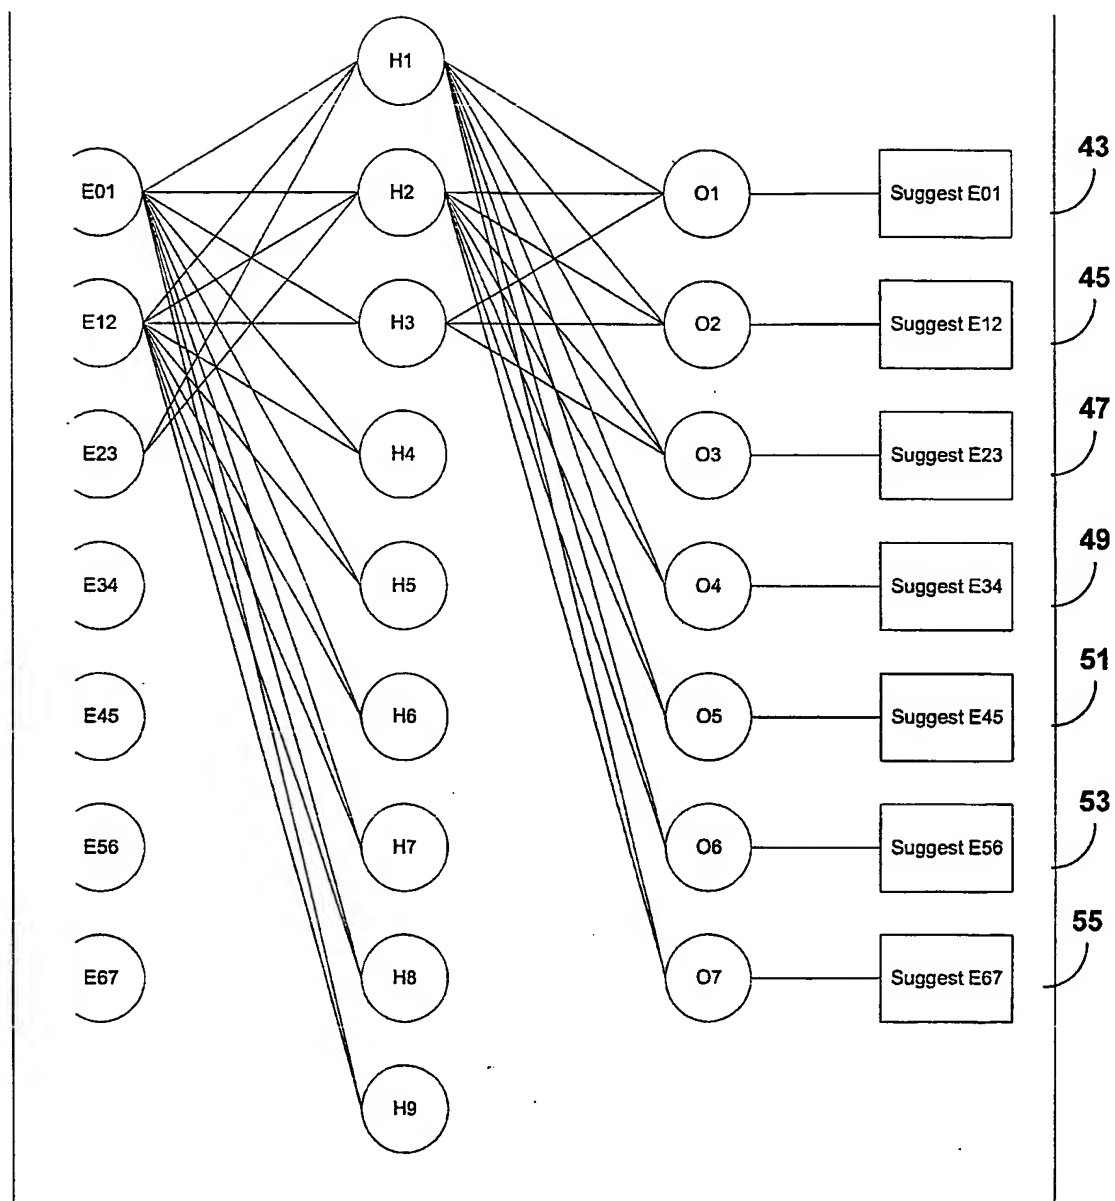 H1
E01 H2 O1 Suggest E01 43
E12 H3 O2 Suggest E12 45
E23 H4 O3 Suggest E23 47
E34 H5 O4 Suggest E34 49
E45 H6 O5 Suggest E45 51
E56 H7 O6 Suggest E56 53
E67 H8 O7 Suggest E67 55
H9